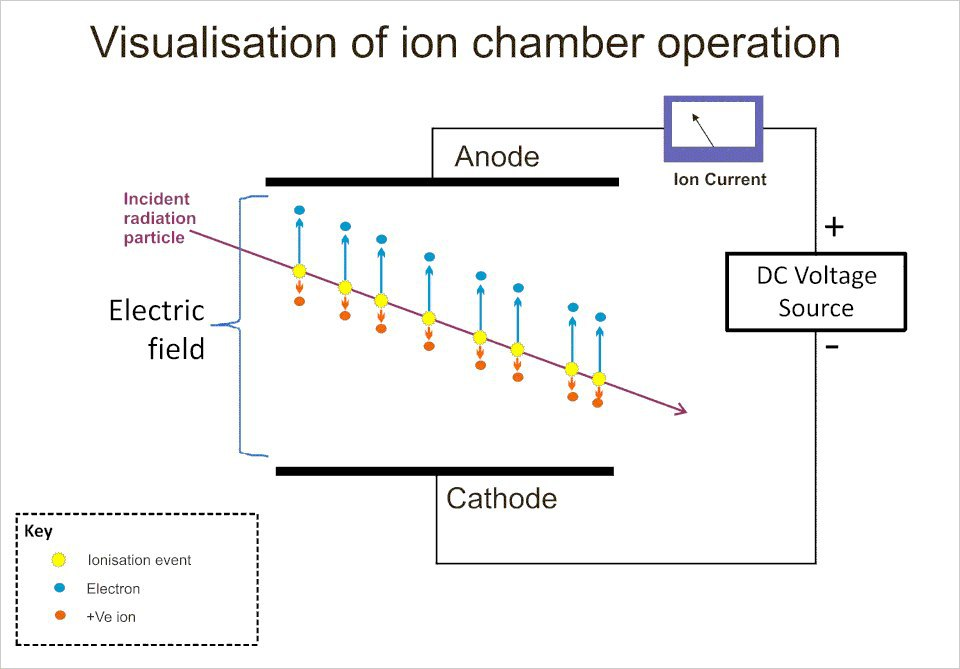 Visualisation of ion chamber operation
Anode
Ion Current
Incident
radiation
particle
+
DC Voltage
Source
-
Electric
field
Cathode
Key
Ionisation event
Electron
+Ve ion